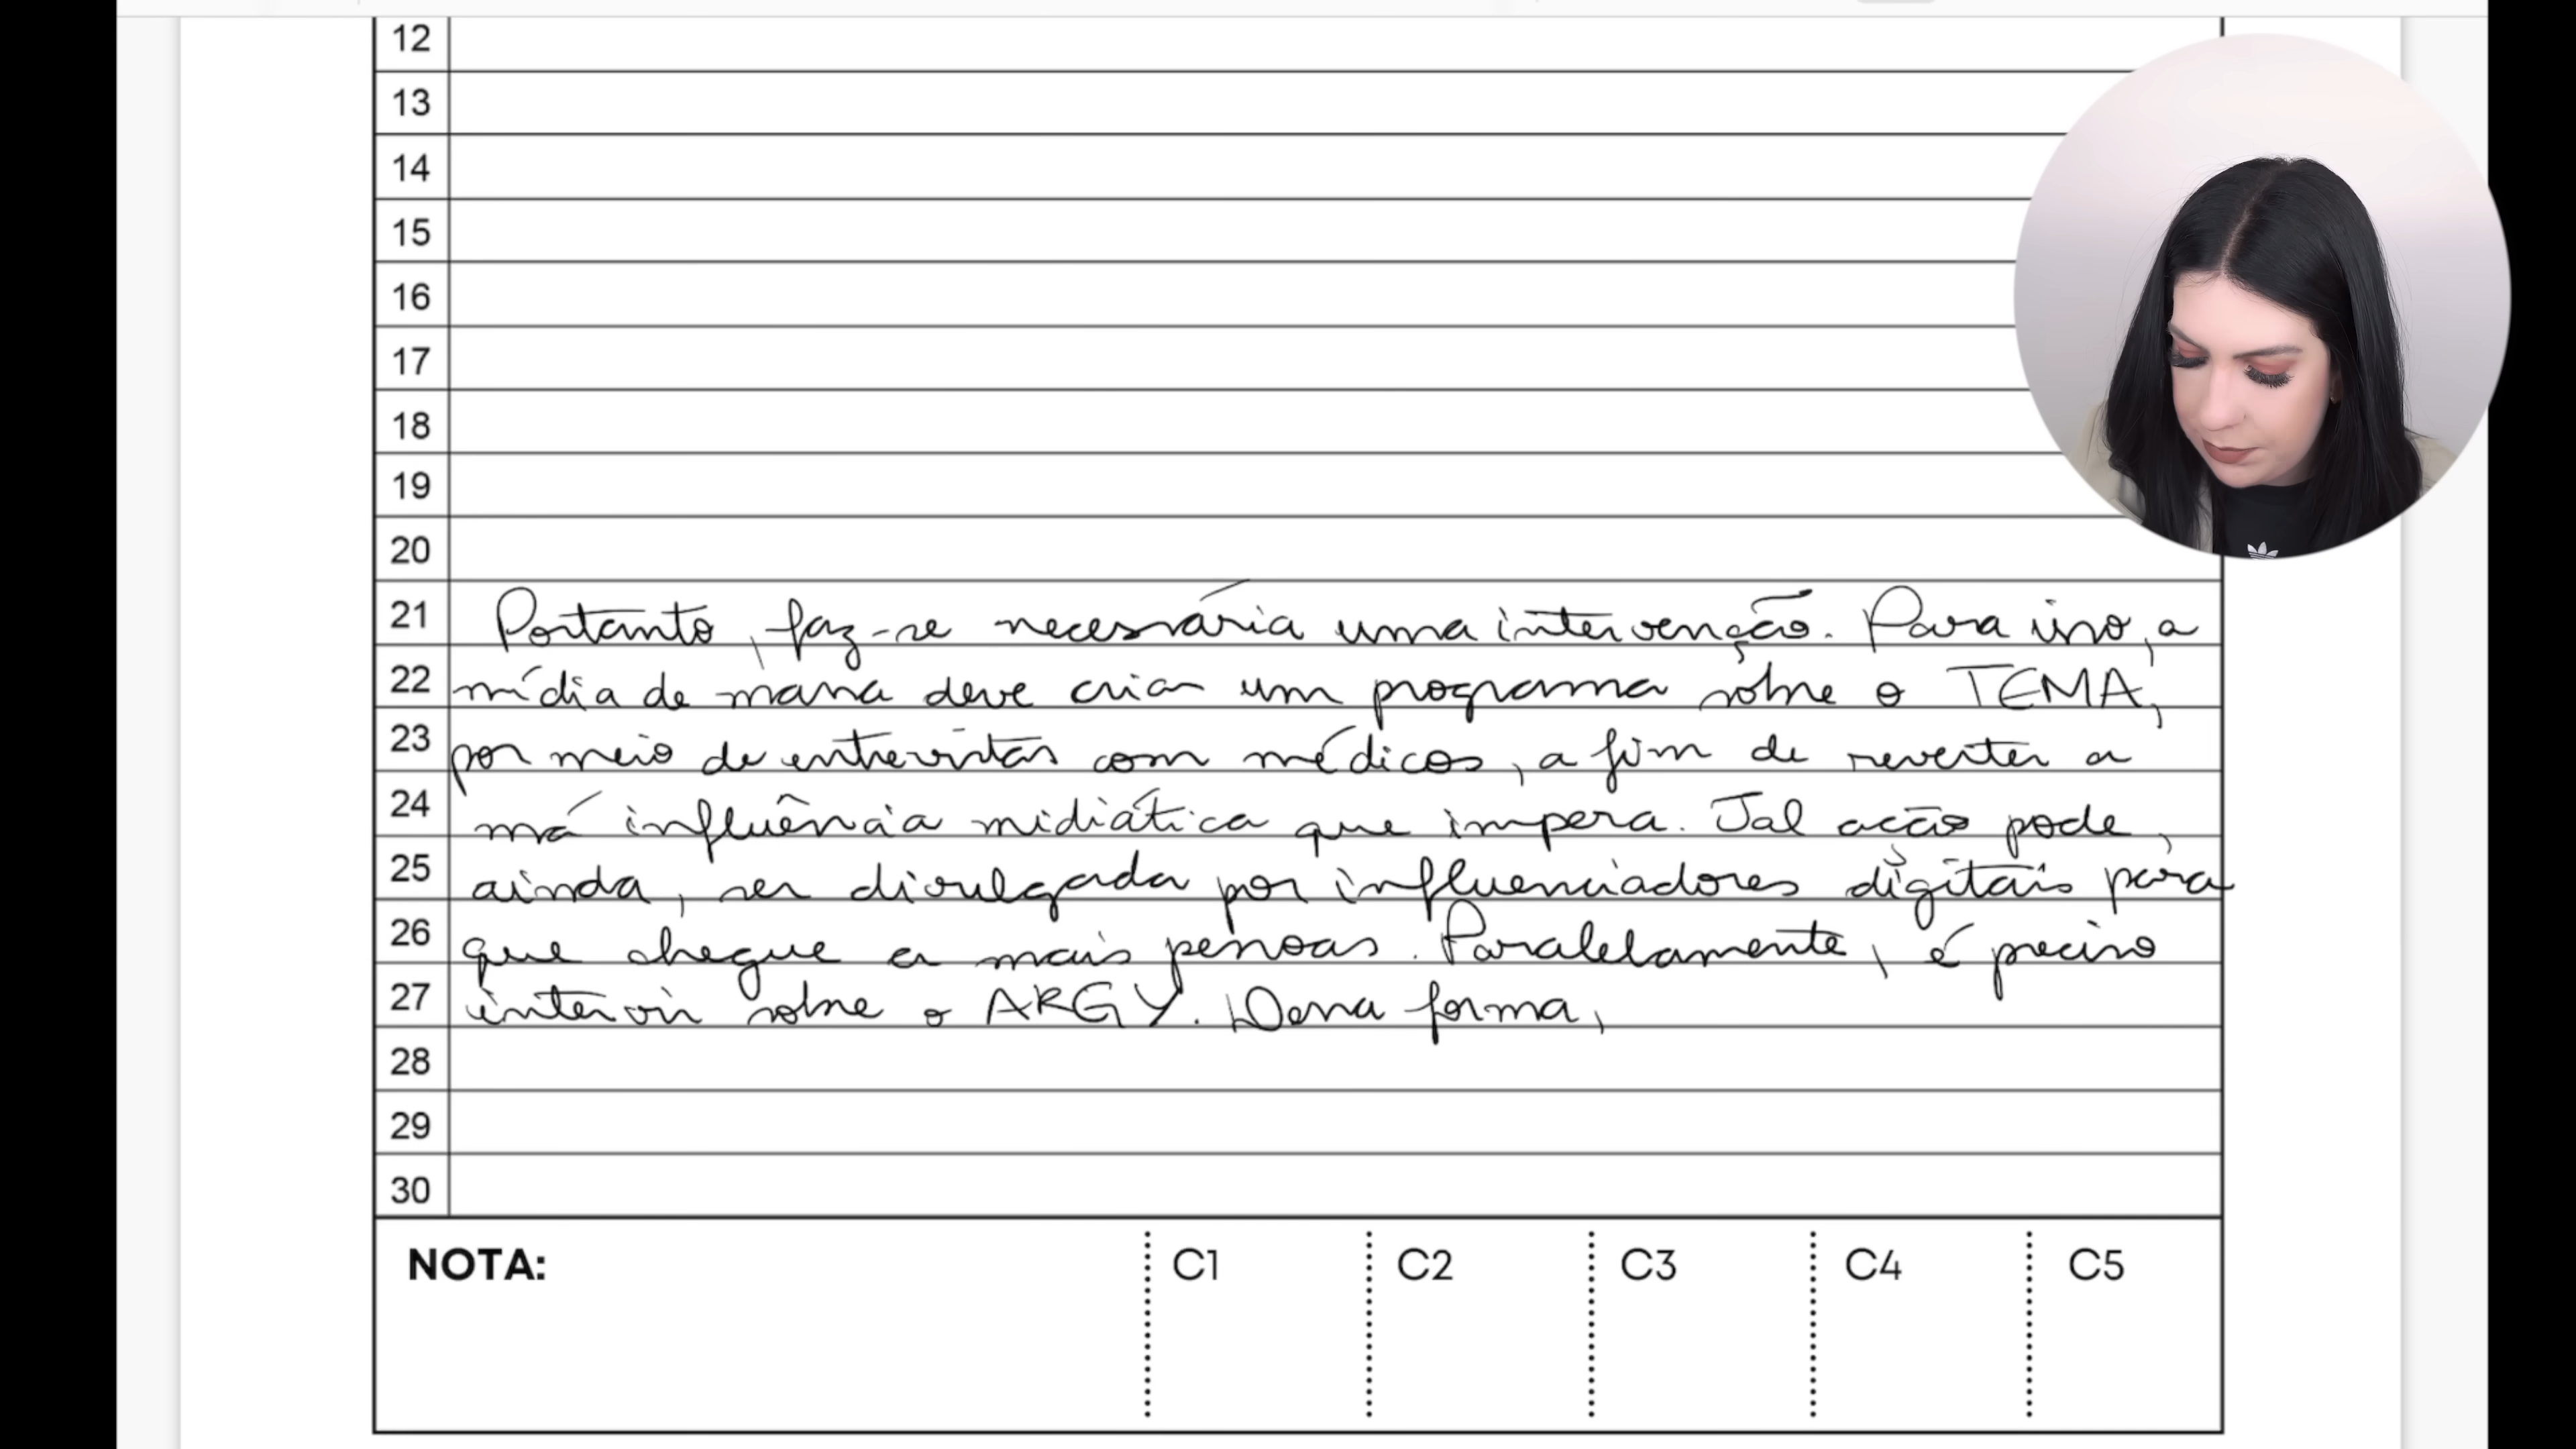 12
13
14
15
16
17
18
19
20
21 Portanto, faz-se necessária uma intervenção. Para isso, a
22 mídia de massa deve criar um programa sobre o TEMA,
23 por meio de entrevistas com médicos, a fim de reverter a
24 má influência midiática que impera. Tal ação pode,
25 ainda, ser divulgada por influenciadores digitais para
26 que chegue a mais pessoas. Paralelamente, é preciso
27 intervir sobre o ARG Y. Dessa forma,
28
29
30
NOTA: C1 C2 C3 C4 C5